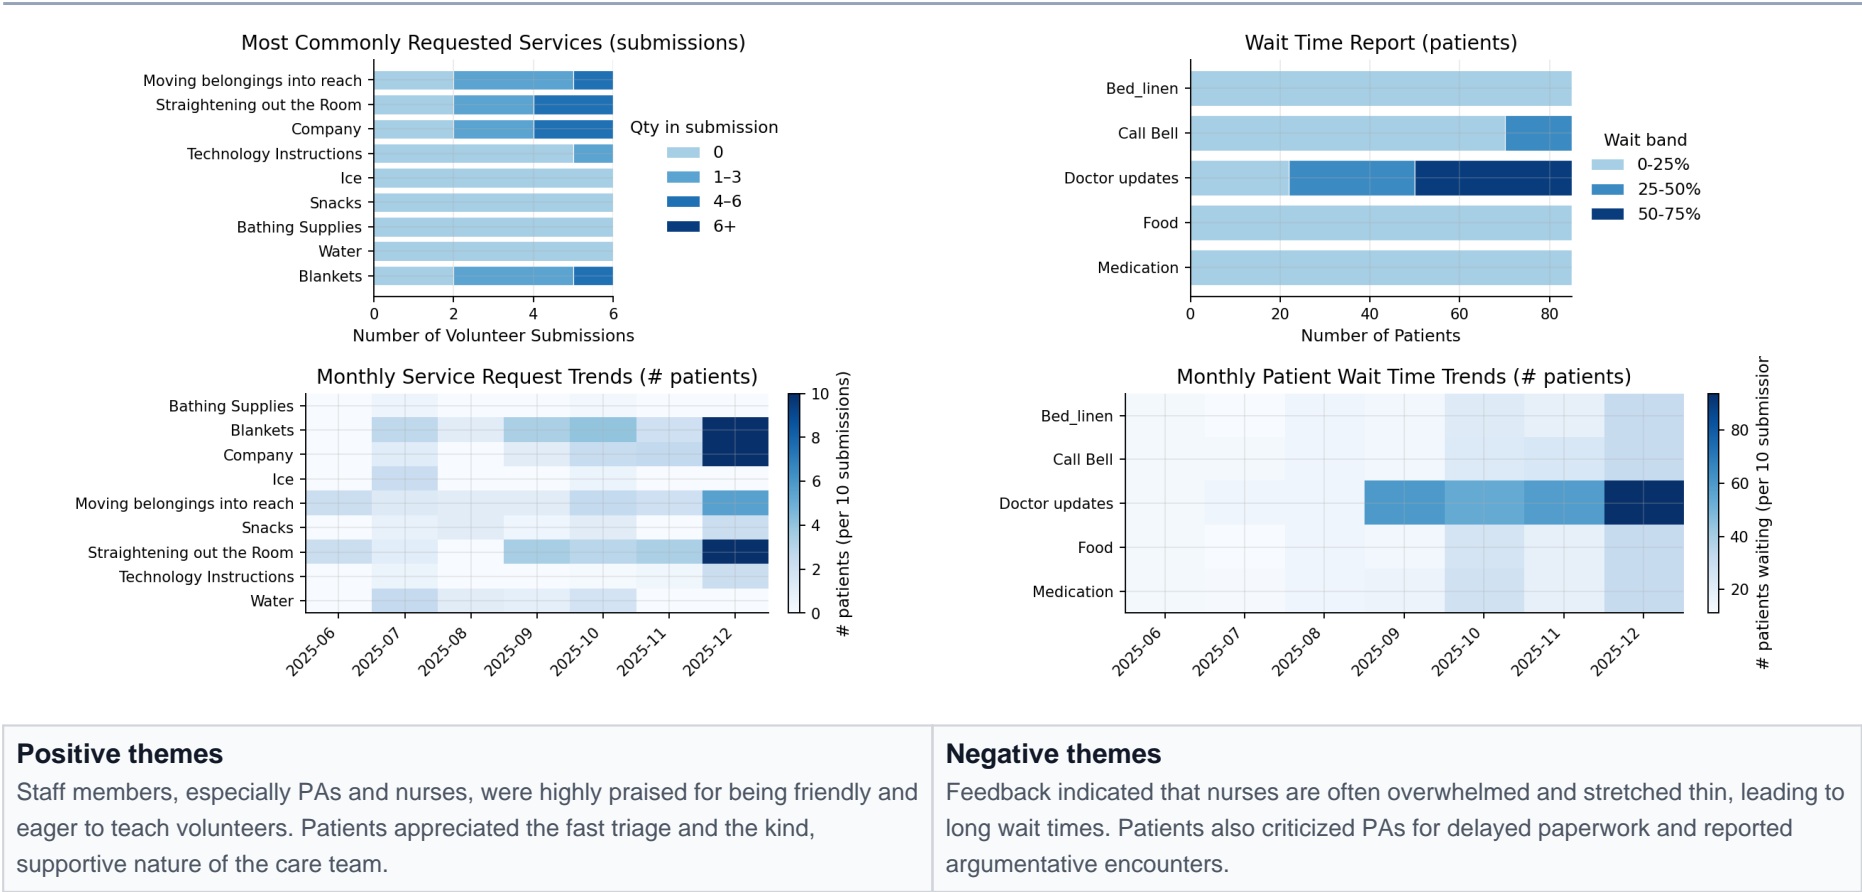 Most Commonly Requested Services (submissions)
Moving belongings into reach
Straightening out the Room
Company
Technology Instructions
Ice
Snacks
Bathing Supplies
Water
Blankets
0 2 4 6
Number of Volunteer Submissions
Qty in submission
0
1–3
4–6
6+
Wait Time Report (patients)
Bed_linen
Call Bell
Doctor updates
Food
Medication
0 20 40 60 80
Number of Patients
Wait band
0-25%
25-50%
50-75%
Monthly Service Request Trends (# patients)
Bathing Supplies
Blankets
Company
Ice
Moving belongings into reach
Snacks
Straightening out the Room
Technology Instructions
Water
2025-06 2025-07 2025-08 2025-09 2025-10 2025-11 2025-12
10
8
6
4
2
0
# patients (per 10 submissions)
Monthly Patient Wait Time Trends (# patients)
Bed_linen
Call Bell
Doctor updates
Food
Medication
2025-06 2025-07 2025-08 2025-09 2025-10 2025-11 2025-12
80
60
40
20
# patients waiting (per 10 submission
Positive themes
Staff members, especially PAs and nurses, were highly praised for being friendly and
eager to teach volunteers. Patients appreciated the fast triage and the kind,
supportive nature of the care team.
Negative themes
Feedback indicated that nurses are often overwhelmed and stretched thin, leading to
long wait times. Patients also criticized PAs for delayed paperwork and reported
argumentative encounters.